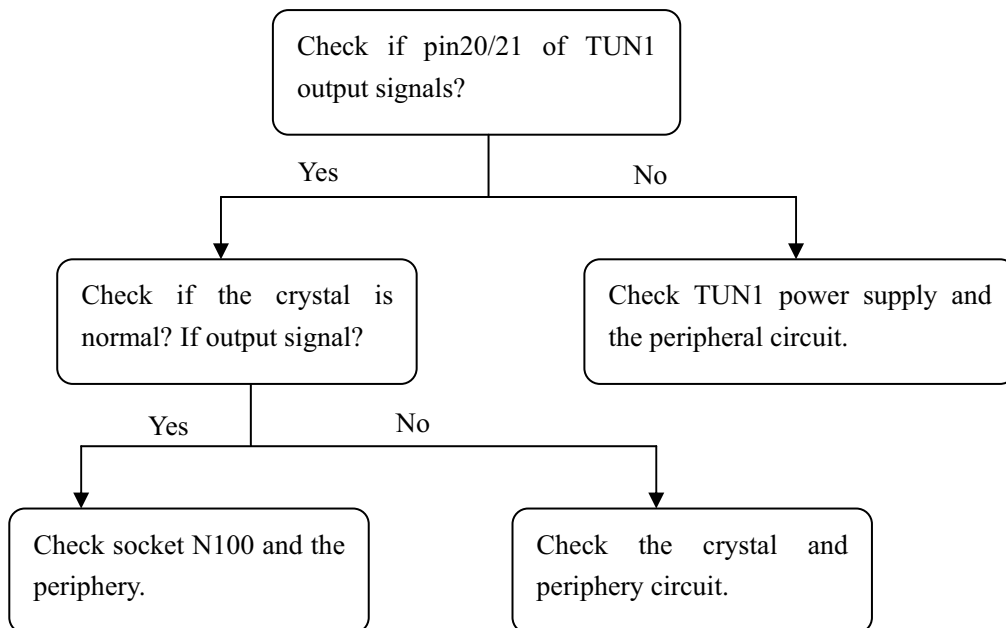 Check if pin20/21 of TUN1
output signals?
Yes
No
Check if the crystal is
normal? If output signal?
Check TUN1 power supply and
the peripheral circuit.
Yes
No
Check socket N100 and the
periphery.
Check the crystal and
periphery circuit.